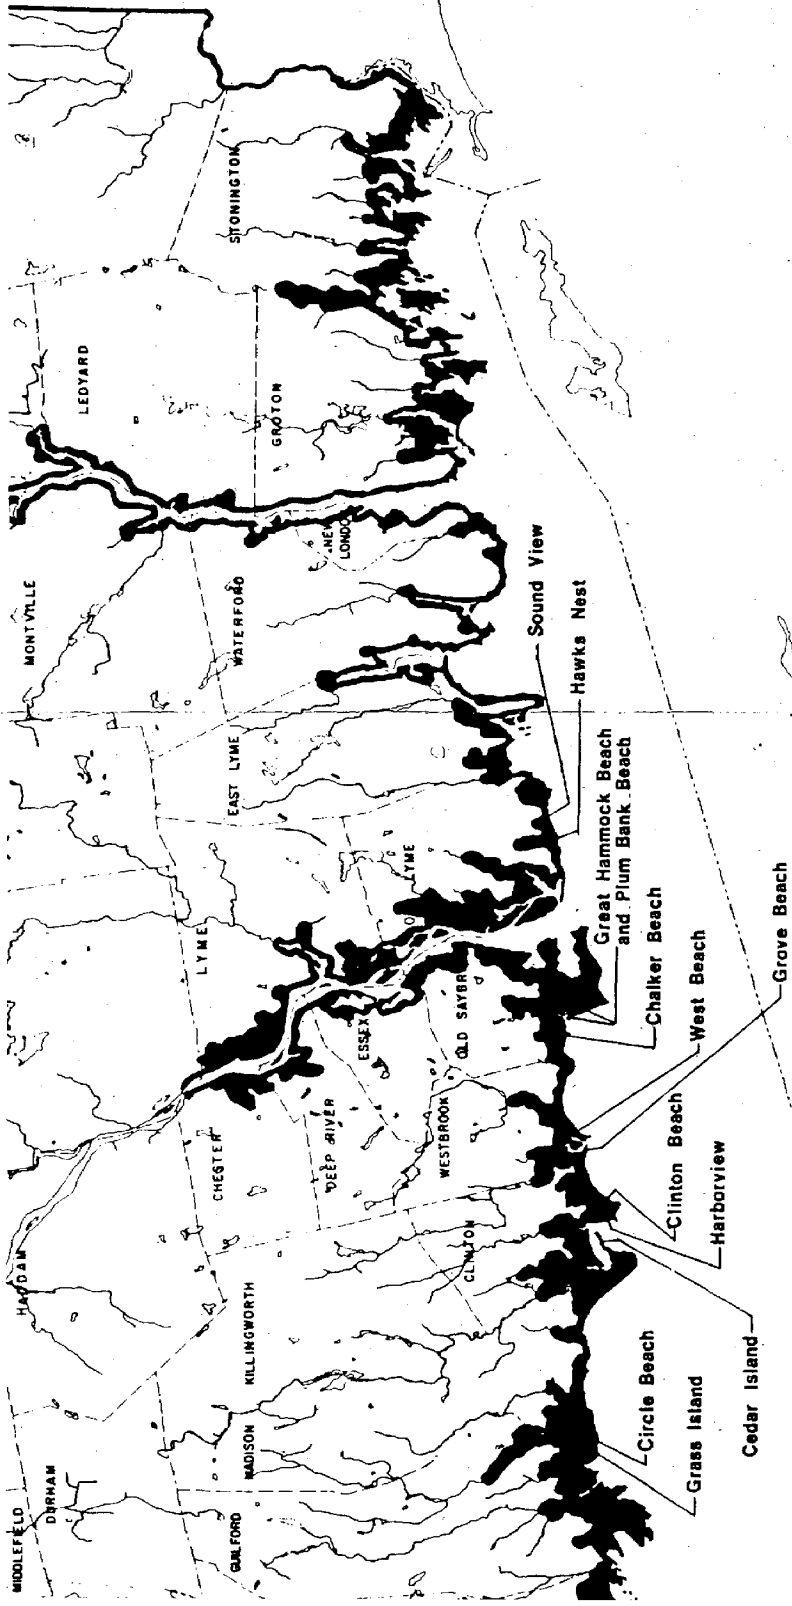 MIDDLEFIELD
DURHAM
HADDAM
GUILFORD
MADISON
KILLINGWORTH
CHESTER
DEEP RIVER
CLINTON
WESTBROOK
ESSEX
OLD SAYBR
LYME
O
LYME
EAST LYME
MONTVILLE
WATERFORD
NEW
LONDON
LEDYARD
GROTON
STONINGTON
Circle Beach
Grass Island
Cedar Island
Harborview
Clinton Beach
Grove Beach
West Beach
Chalker Beach
Great Hammock Beach
and Plum Bank Beach
Hawks Nest
Sound View